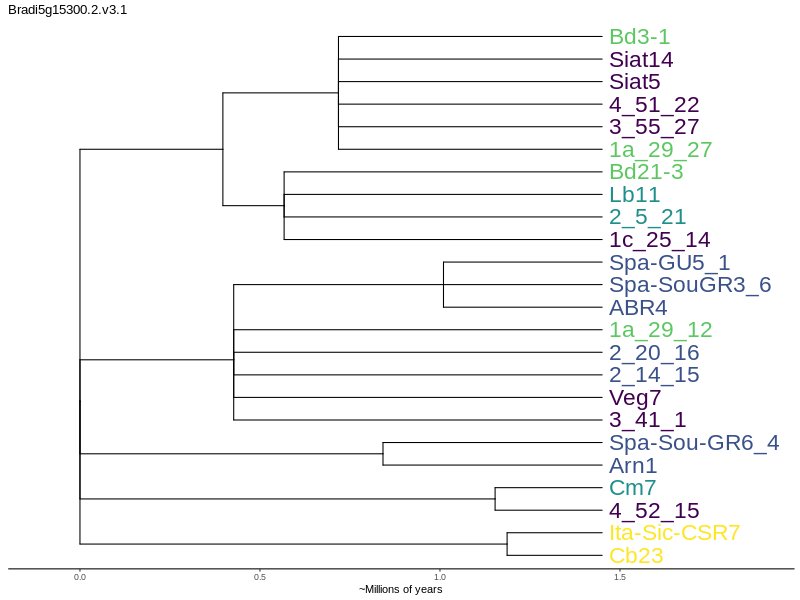 Bradi5g15300.2.v3.1
Bd3-1
Siat14
Siat5
4_51_22
3_55_27
1a_29_27
Bd21-3
Lb11
2_5_21
1c_25_14
Spa-GU5_1
Spa-SouGR3_6
ABR4
1a_29_12
2_20_16
2_14_15
Veg7
3_41_1
Spa-Sou-GR6_4
Arn1
Cm7
4_52_15
Ita-Sic-CSR7
Cb23
0.0 0.5 1.0 1.5
~Millions of years